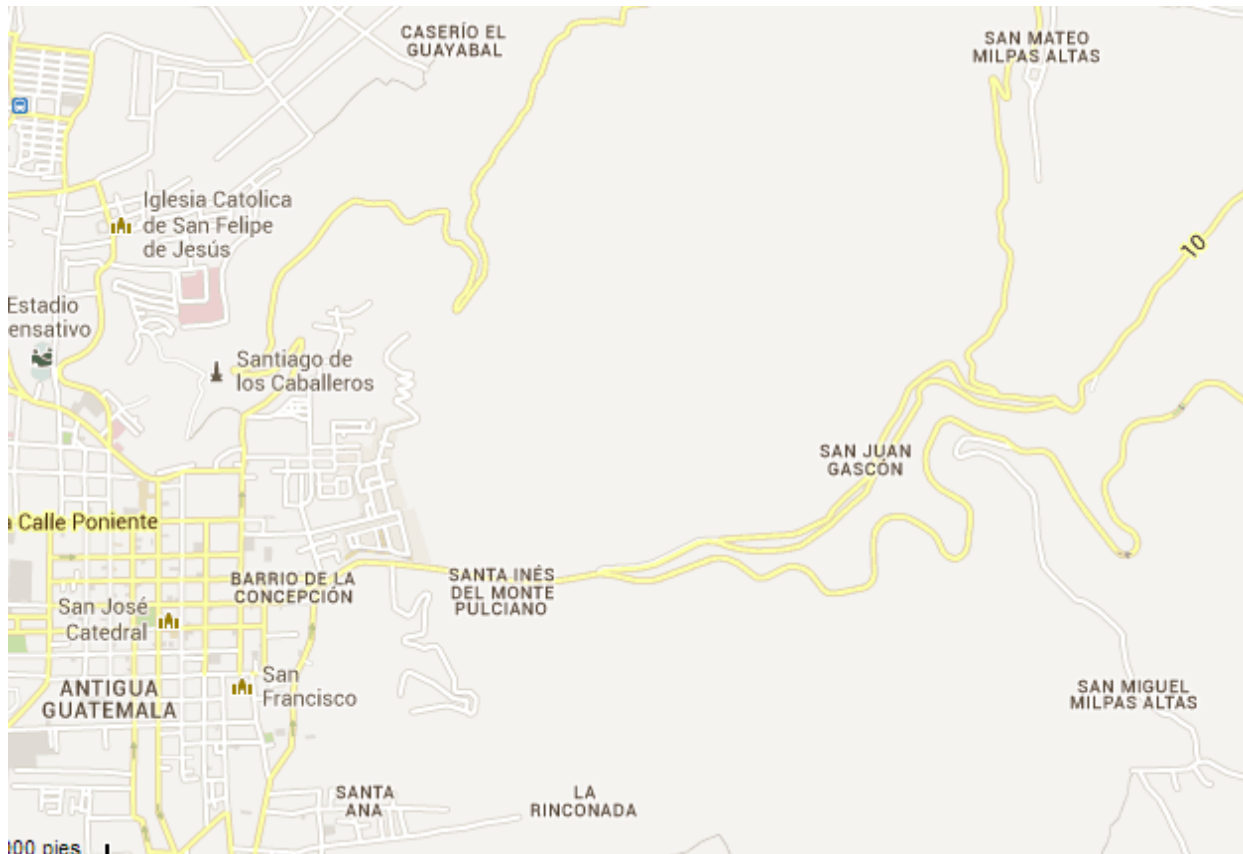 CASERÍO EL
GUAYABAL
SAN MATEO
MILPAS ALTAS
Iglesia Catolica
de San Felipe
de Jesús
10
Estadio
ensativo
Santiago de
los Caballeros
SAN JUAN
GASCÓN
a Calle Poniente
BARRIO DE LA
CONCEPCIÓN
SANTA INÉS
DEL MONTE
PULCIANO
San José
Catedral
San
Francisco
ANTIGUA
GUATEMALA
SAN MIGUEL
MILPAS ALTAS
SANTA
ANA
LA
RINCONADA
pies